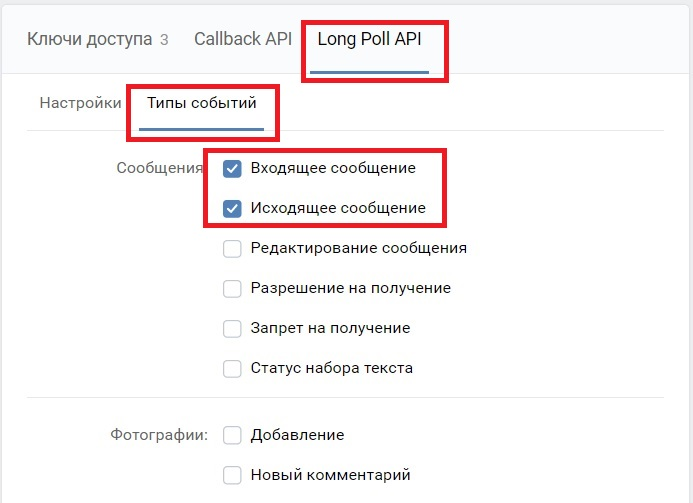 Ключи доступа 3 Callback API Long Poll API
Настройки Типы событий
Сообщения Входящее сообщение
Исходящее сообщение
Редактирование сообщения
Разрешение на получение
Запрет на получение
Статус набора текста
Фотографии: Добавление
Новый комментарий